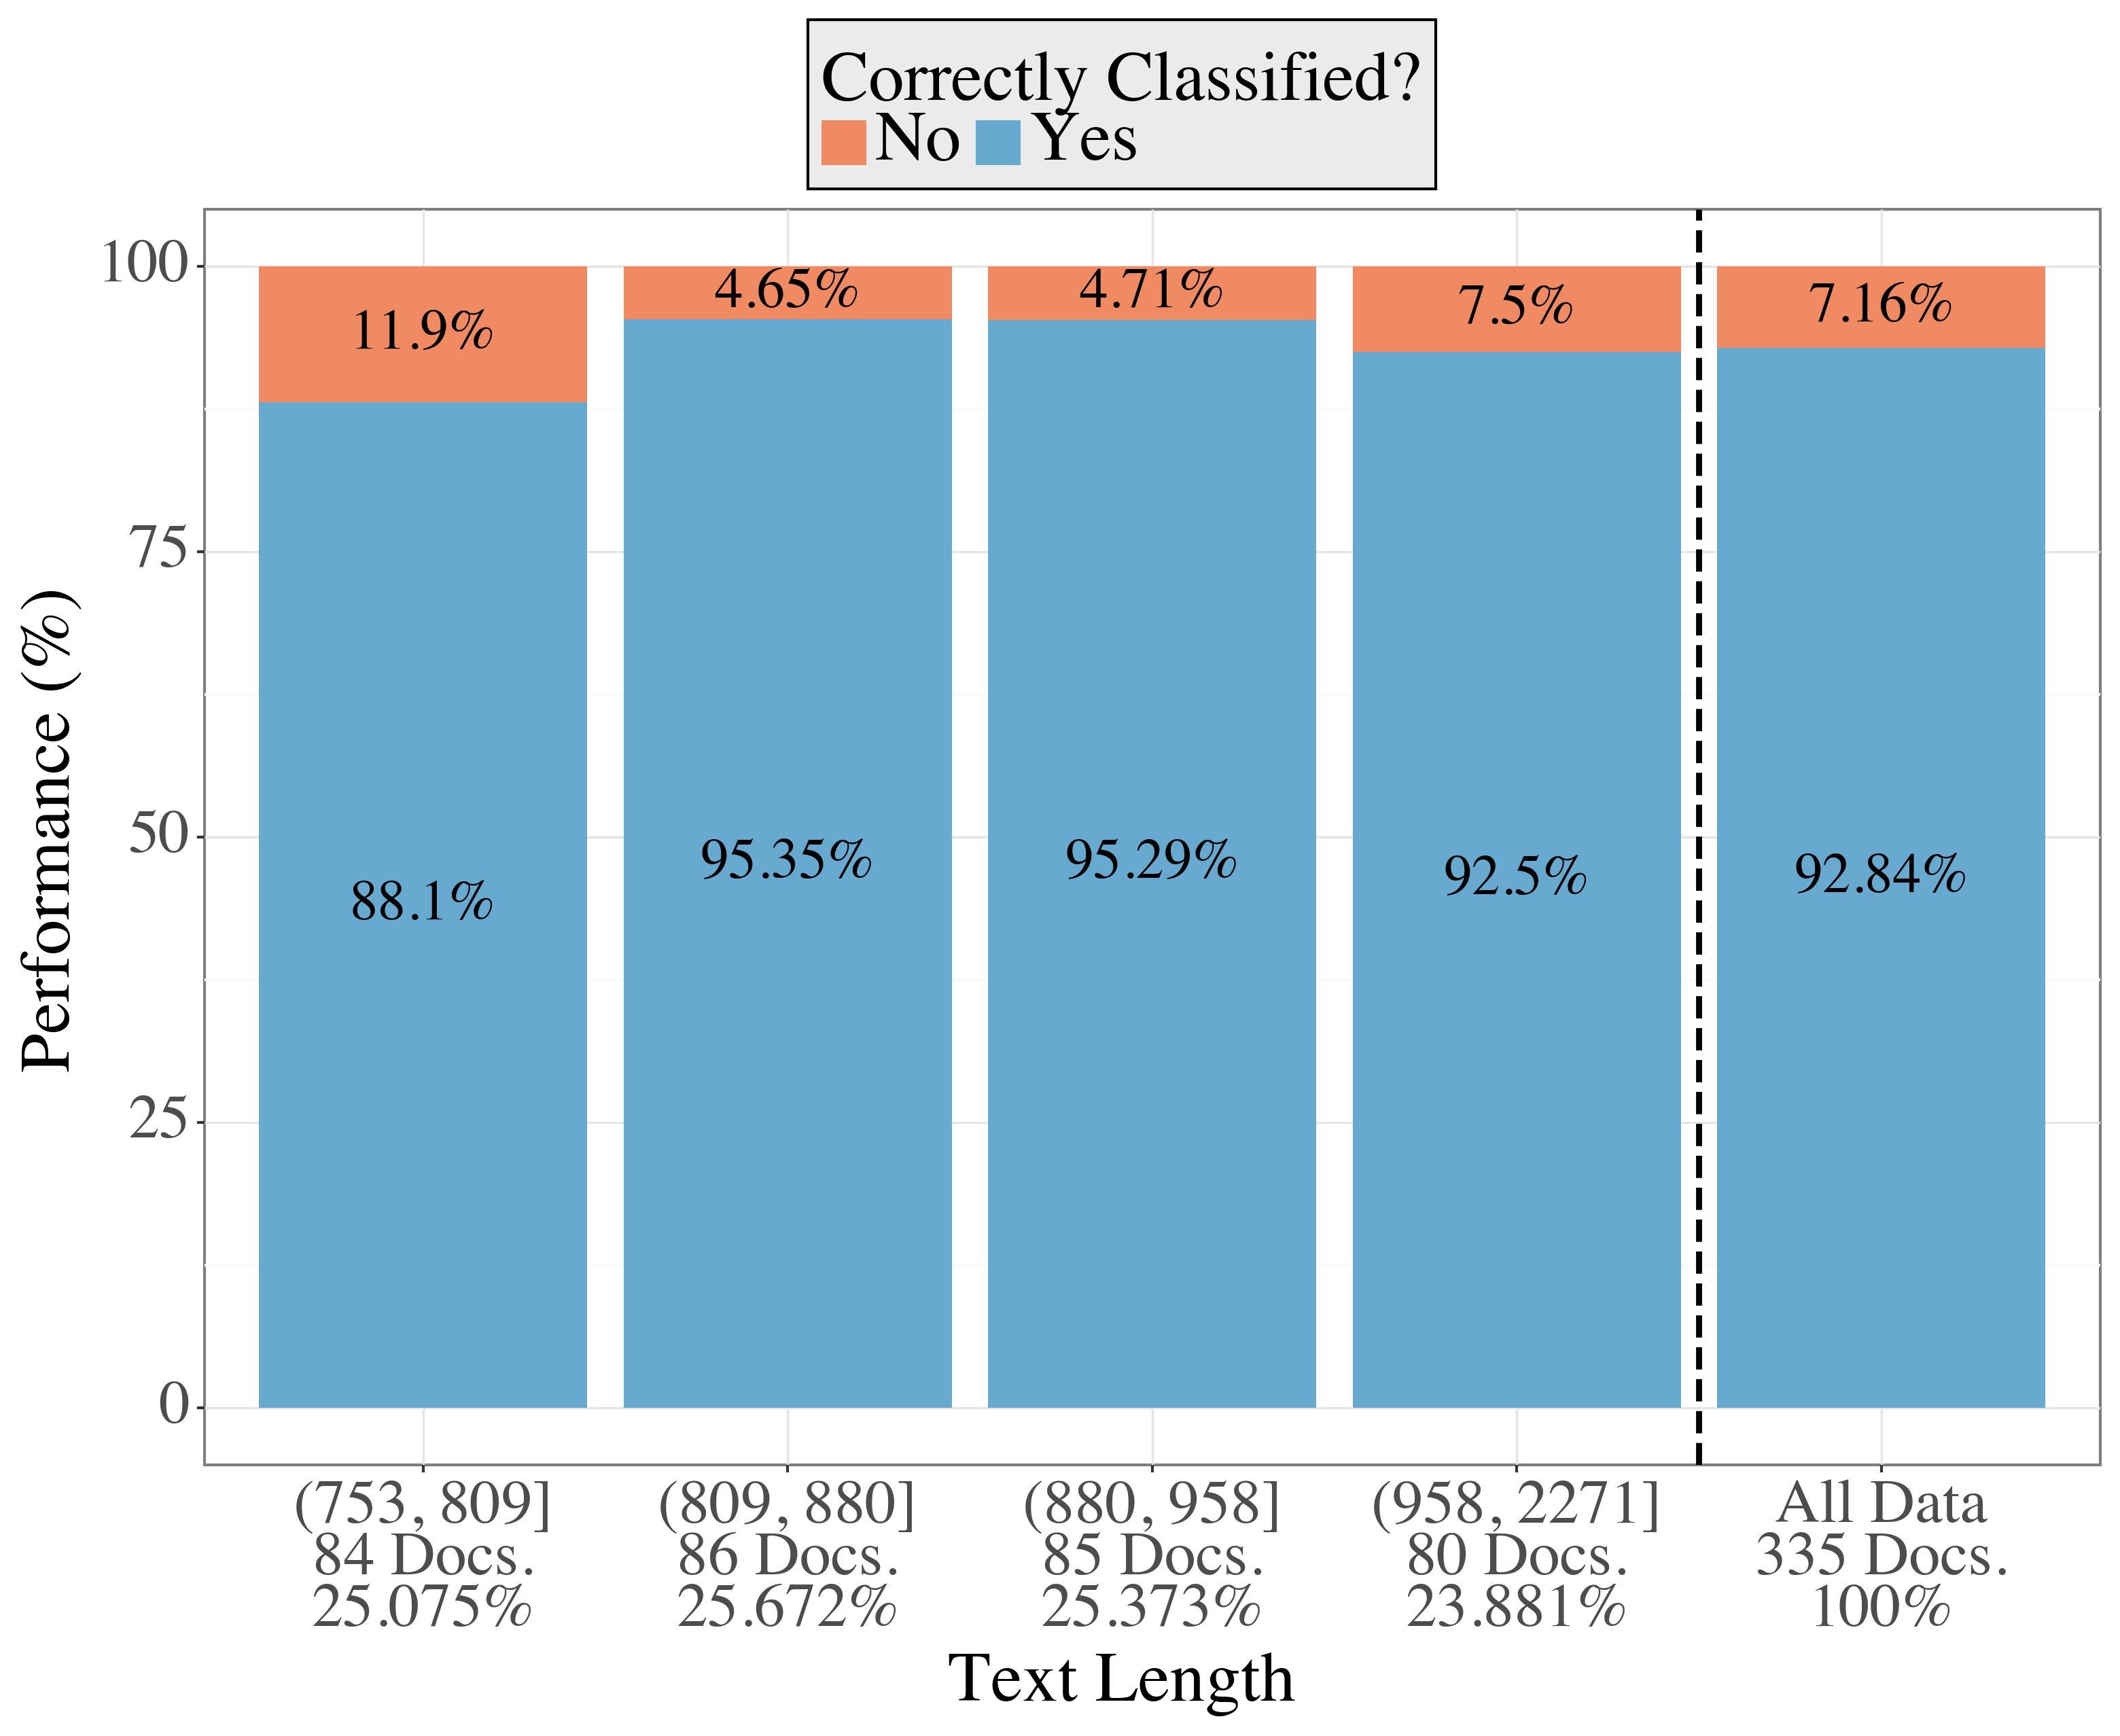 Correctly Classified?
No Yes
Performance (%)
100
75
50
25
0
11.9%
4.65%
4.71%
7.5%
7.16%
88.1%
95.35%
95.29%
92.5%
92.84%
(753, 809]
84 Docs.
25.075%
(809, 880]
86 Docs.
25.672%
(880, 958]
85 Docs.
25.373%
(958, 2271]
80 Docs.
23.881%
All Data
335 Docs.
100%
Text Length